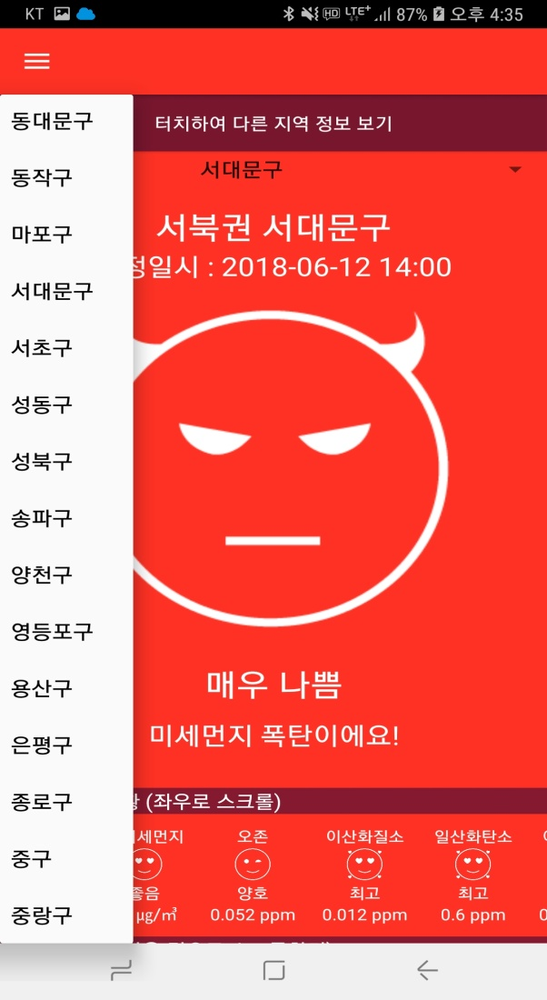 KT HD LTE+ 87% 오후 4:35
터치하여 다른 지역 정보 보기
서대문구
서북권 서대문구
정일시 : 2018-06-12 14:00
매우 나쁨
미세먼지 폭탄이에요!
동대문구
동작구
마포구
서대문구
서초구
성동구
성북구
송파구
양천구
영등포구
용산구
은평구
종로구
중구
중랑구
(좌우로 스크롤)
세먼지 오존 이산화질소 일산화탄소
좋음 양호 최고 최고
μg/㎥ 0.052 ppm 0.012 ppm 0.6 ppm 0